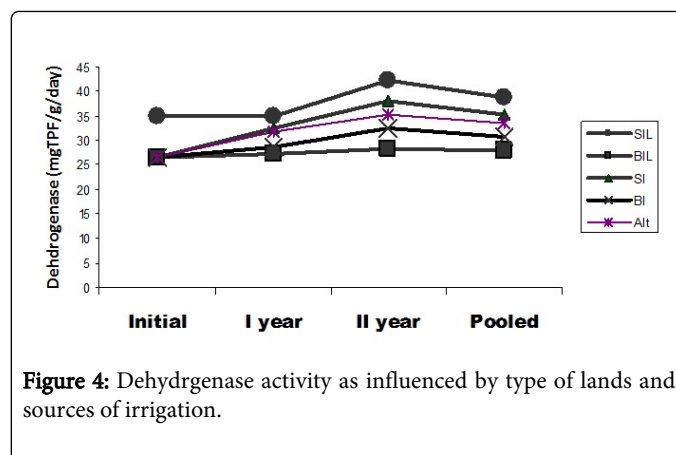 Dehdrogenase (mgTPF/g/day)
45
40
35
30
25
20
15
10
5
0
Initial I year II year Pooled
SIL
BIL
SI
BI
Alt
Figure 4: Dehydrgenase activity as influenced by type of lands and
sources of irrigation.